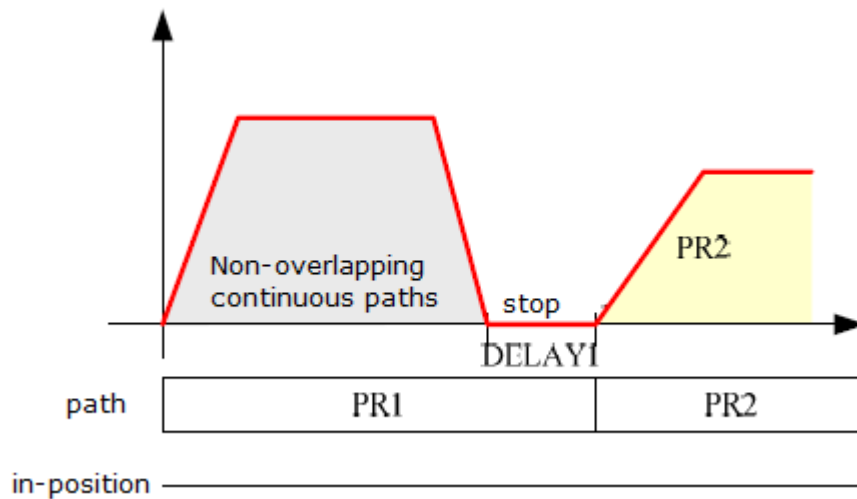 Non-overlapping
continuous paths
PR2
stop
DELAY1
path
PR1
PR2
in-position